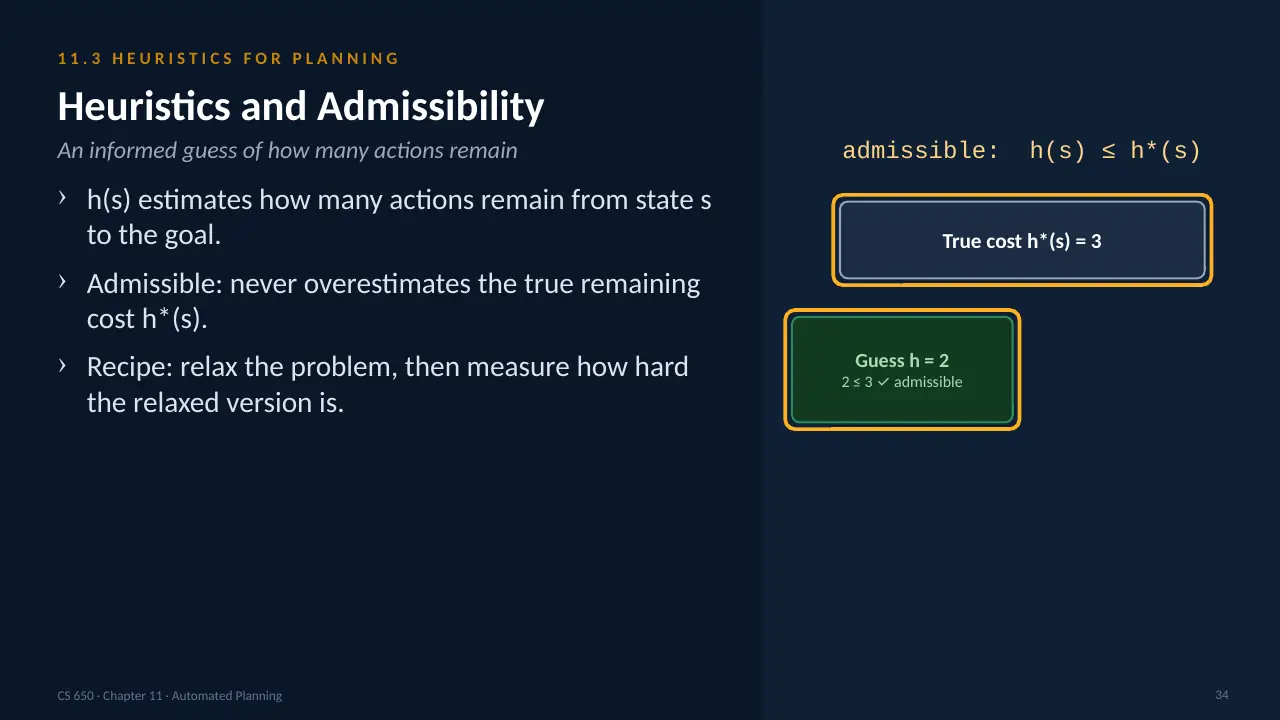 11.3 HEURISTICS FOR PLANNING
Heuristics and Admissibility
An informed guess of how many actions remain
› h(s) estimates how many actions remain from state s
to the goal.
› Admissible: never overestimates the true remaining
cost h*(s).
› Recipe: relax the problem, then measure how hard
the relaxed version is.
admissible:  h(s) ≤ h*(s)
True cost h*(s) = 3
Guess h = 2
2 ≤ 3 ✓ admissible
CS 650 · Chapter 11 · Automated Planning
34